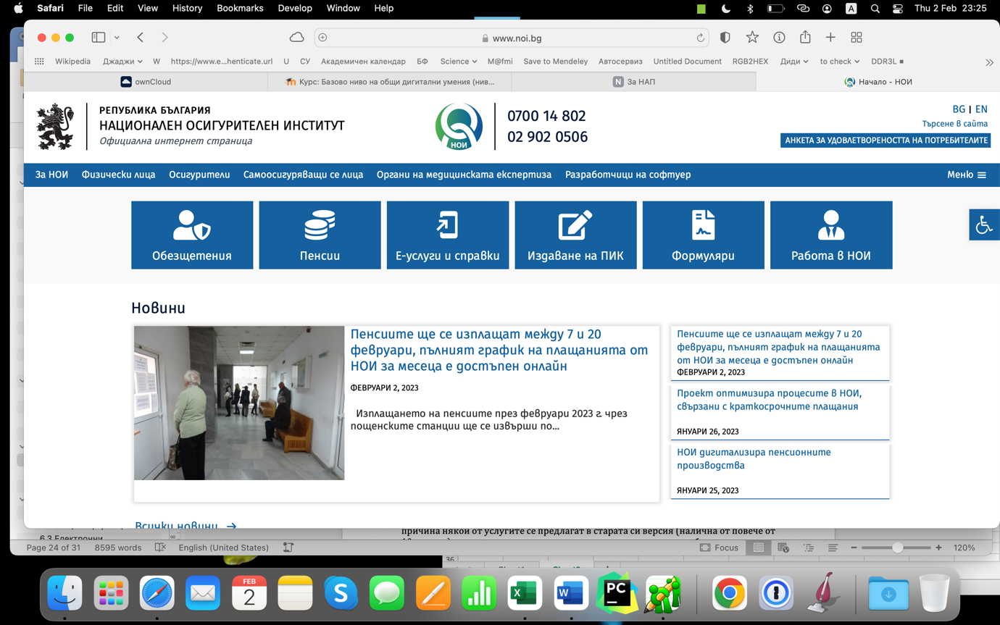 Safari File Edit View History Bookmarks Develop Window Help
A
Thu 2 Feb 23:25
www.noi.bg
Wikipedia Джаджи W https://www.e...henticate.url U СУ Академичен календар БФ Science M@fmi Save to Mendeley Автосервиз Untitled Document RGB2HEX Диди to check DDR3L ■
ownCloud
Курс: Базово ниво на общи дигитални умения (нив...
N За НАП
Начало - НОИ
РЕПУБЛИКА БЪЛГАРИЯ
НАЦИОНАЛЕН ОСИГУРИТЕЛЕН ИНСТИТУТ
Официална интернет страница
НОИ
0700 14 802
02 902 0506
BG | EN
Търсене в сайта
АНКЕТА ЗА УДОВЛЕТВОРЕНОСТТА НА ПОТРЕБИТЕЛИТЕ
За НОИ Физически лица Осигурители Самоосигуряващи се лица Органи на медицинската експертиза Разработчици на софтуер Меню
Обезщетения
Пенсии
Е-услуги и справки
Издаване на ПИК
Формуляри
Работа в НОИ
Новини
Пенсиите ще се изплащат между 7 и 20
февруари, пълният график на плащанията от
НОИ за месеца е достъпен онлайн
ФЕВРУАРИ 2, 2023
Изплащането на пенсиите през февруари 2023 г. чрез
пощенските станции ще се извърши по...
Пенсиите ще се изплащат между 7 и 20
февруари, пълният график на плащанията
от НОИ за месеца е достъпен онлайн
ФЕВРУАРИ 2, 2023
Проект оптимизира процесите в НОИ,
свързани с краткосрочните плащания
ЯНУАРИ 26, 2023
НОИ дигитализира пенсионните
производства
ЯНУАРИ 25, 2023
Всички новини →
6.3 Електронни
причина някои от услугите се предлагат в старата си версия (налична от повече от
Page 24 of 31 8595 words English (United States) Focus 120%
36
FEB
2
S
X
W
PC